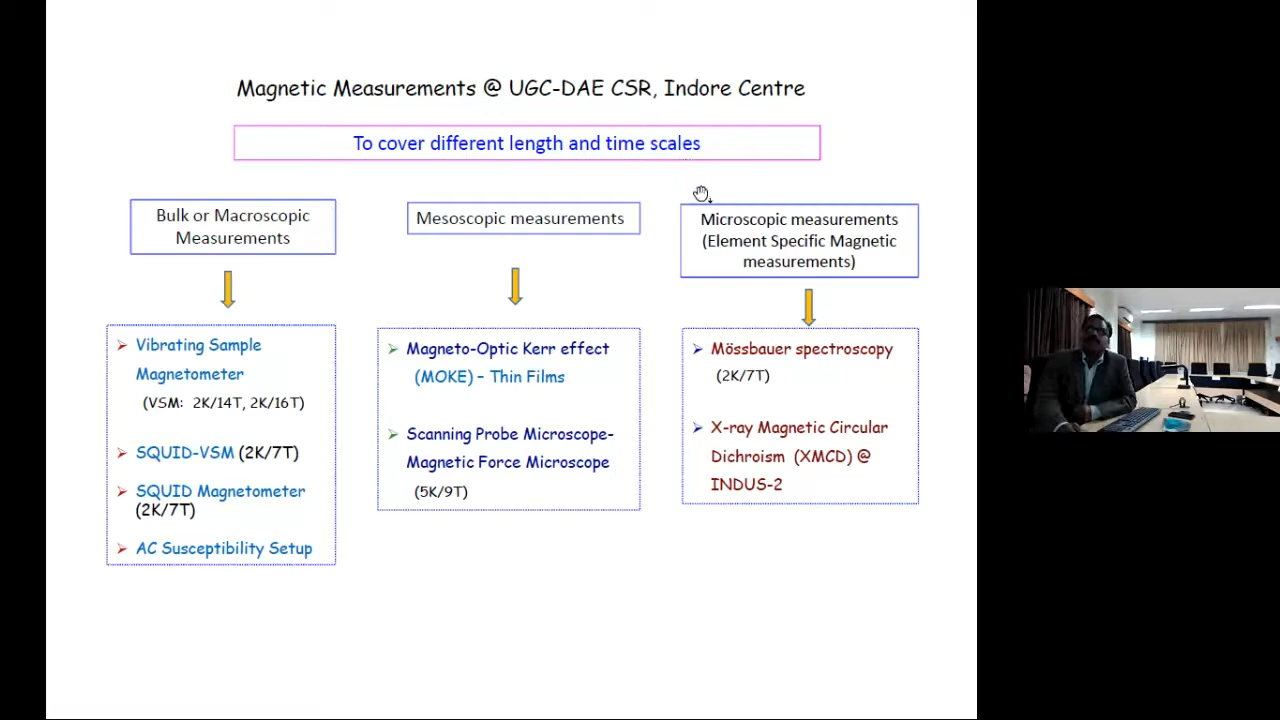 Magnetic Measurements @ UGC-DAE CSR, Indore Centre
To cover different length and time scales
Bulk or Macroscopic
Measurements
Vibrating Sample
Magnetometer
(VSM: 2K/14T, 2K/16T)
SQUID-VSM (2K/7T)
SQUID Magnetometer
(2K/7T)
AC Susceptibility Setup
Mesoscopic measurements
Magneto-Optic Kerr effect
(MOKE) – Thin Films
Scanning Probe Microscope-
Magnetic Force Microscope
(5K/9T)
Microscopic measurements
(Element Specific Magnetic
measurements)
Mössbauer spectroscopy
(2K/7T)
X-ray Magnetic Circular
Dichroism (XMCD) @
INDUS-2